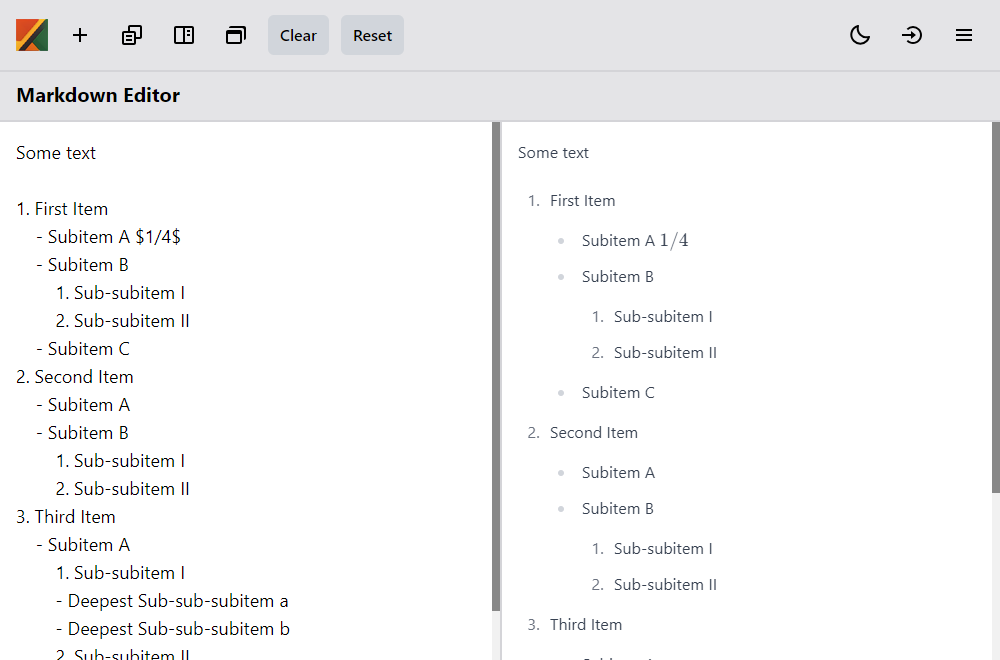 Clear Reset
Markdown Editor
Some text
1. First Item
- Subitem A $1/4$
- Subitem B
1. Sub-subitem I
2. Sub-subitem II
- Subitem C
2. Second Item
- Subitem A
- Subitem B
1. Sub-subitem I
2. Sub-subitem II
3. Third Item
- Subitem A
1. Sub-subitem I
- Deepest Sub-sub-subitem a
- Deepest Sub-sub-subitem b
2. Sub-subitem II
Some text
1. First Item
• Subitem A 1/4
• Subitem B
1. Sub-subitem I
2. Sub-subitem II
• Subitem C
2. Second Item
• Subitem A
• Subitem B
1. Sub-subitem I
2. Sub-subitem II
3. Third Item